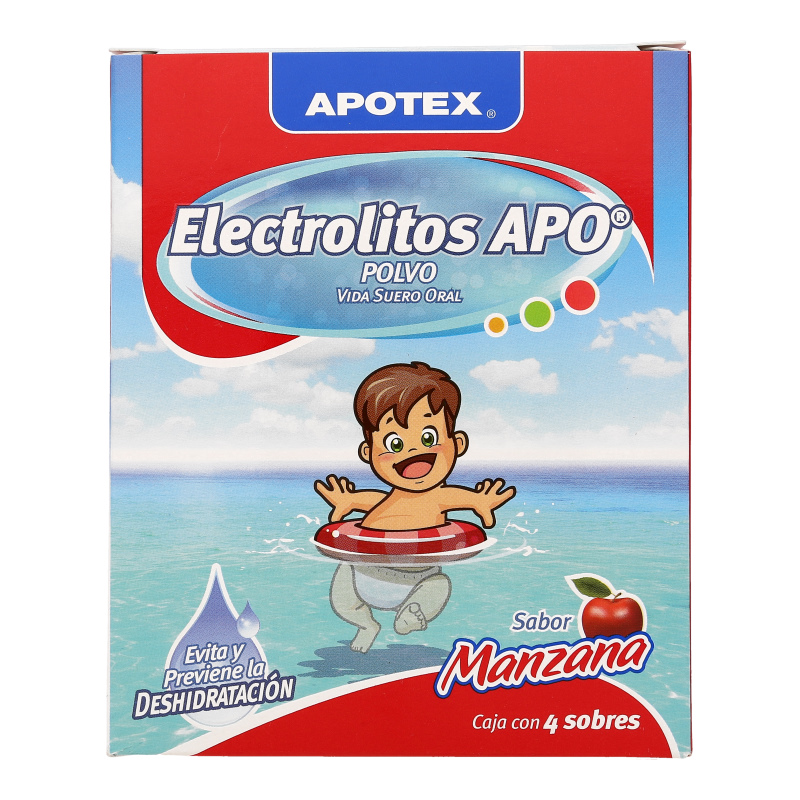 APOTEX®
Electrolitos APO®
POLVO
VIDA SUERO ORAL
Evita y
Previene la
DESHIDRATACIÓN
Sabor
Manzana
Caja con 4 sobres